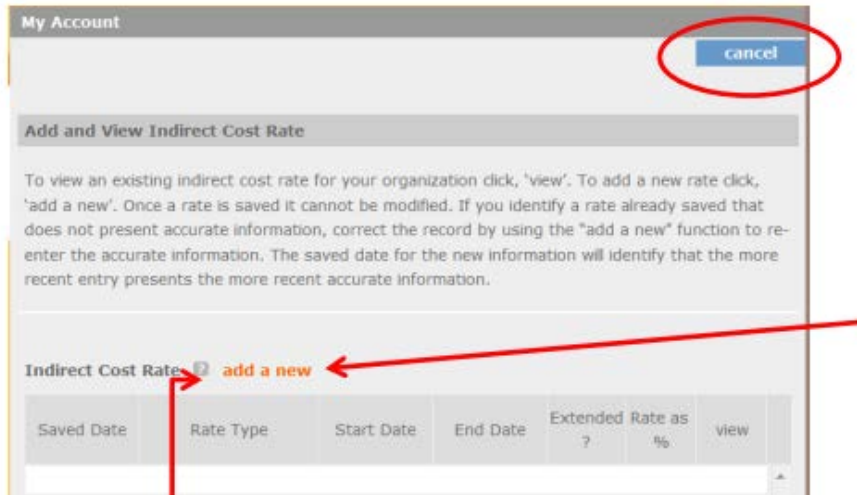 My Account
cancel
Add and View Indirect Cost Rate
To view an existing indirect cost rate for your organization click, 'view'. To add a new rate click,
'add a new'. Once a rate is saved it cannot be modified. If you identify a rate already saved that
does not present accurate information, correct the record by using the "add a new" function to re-
enter the accurate information. The saved date for the new information will identify that the more
recent entry presents the more recent accurate information.
Indirect Cost Rate ? add a new
Saved Date Rate Type Start Date End Date Extended ? Rate as % view